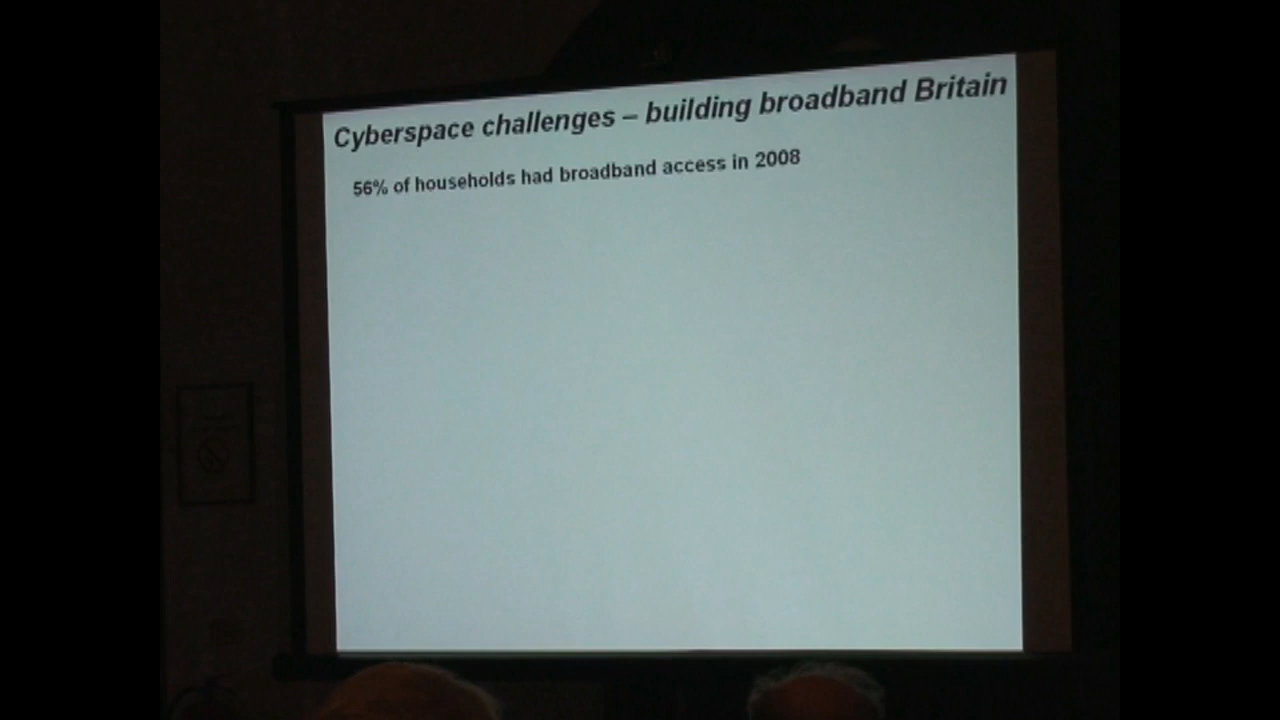 Cyberspace challenges – building broadband Britain
56% of households had broadband access in 2008